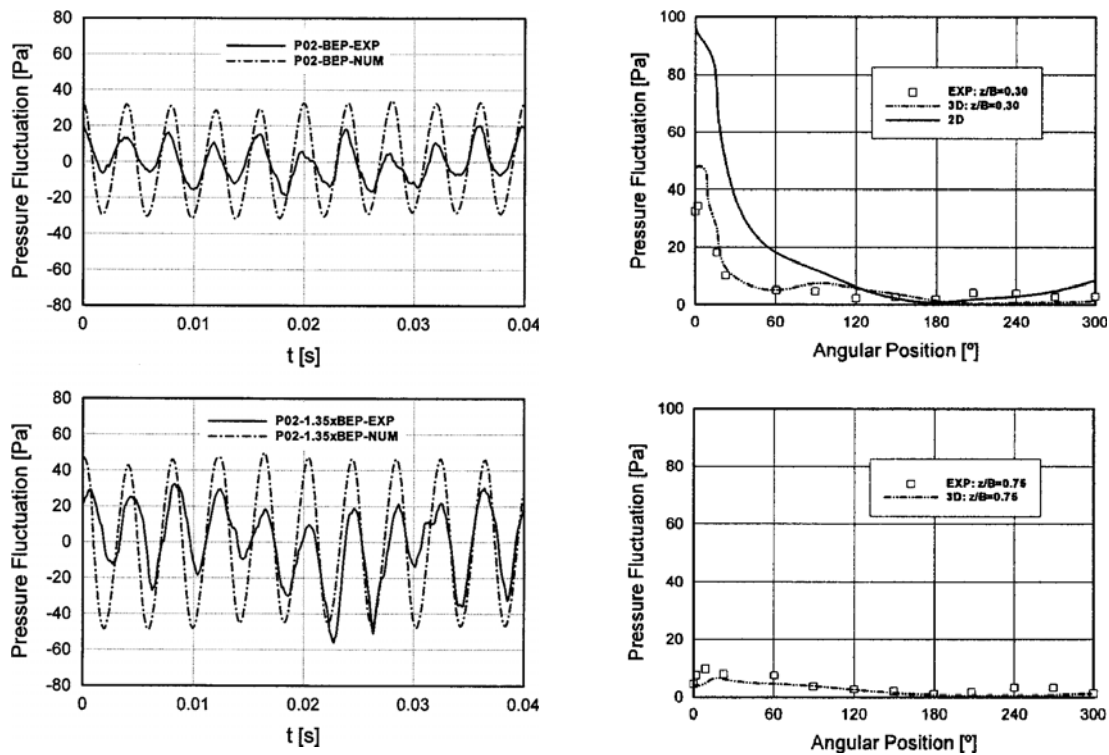 80
60
40
20
0
-20
-40
-60
-80
Pressure Fluctuation [Pa]
P02-BEP-EXP
P02-BEP-NUM
0 0.01 0.02 0.03 0.04
t [s]
100
80
60
40
20
0
Pressure Fluctuation [Pa]
EXP: z/B=0.30
3D: z/B=0.30
2D
0 60 120 180 240 300
Angular Position [º]
80
60
40
20
0
-20
-40
-60
-80
Pressure Fluctuation [Pa]
P02-1.35xBEP-EXP
P02-1.35xBEP-NUM
0 0.01 0.02 0.03 0.04
t [s]
100
80
60
40
20
0
Pressure Fluctuation [Pa]
EXP: z/B=0.75
3D: z/B=0.75
0 60 120 180 240 300
Angular Position [º]